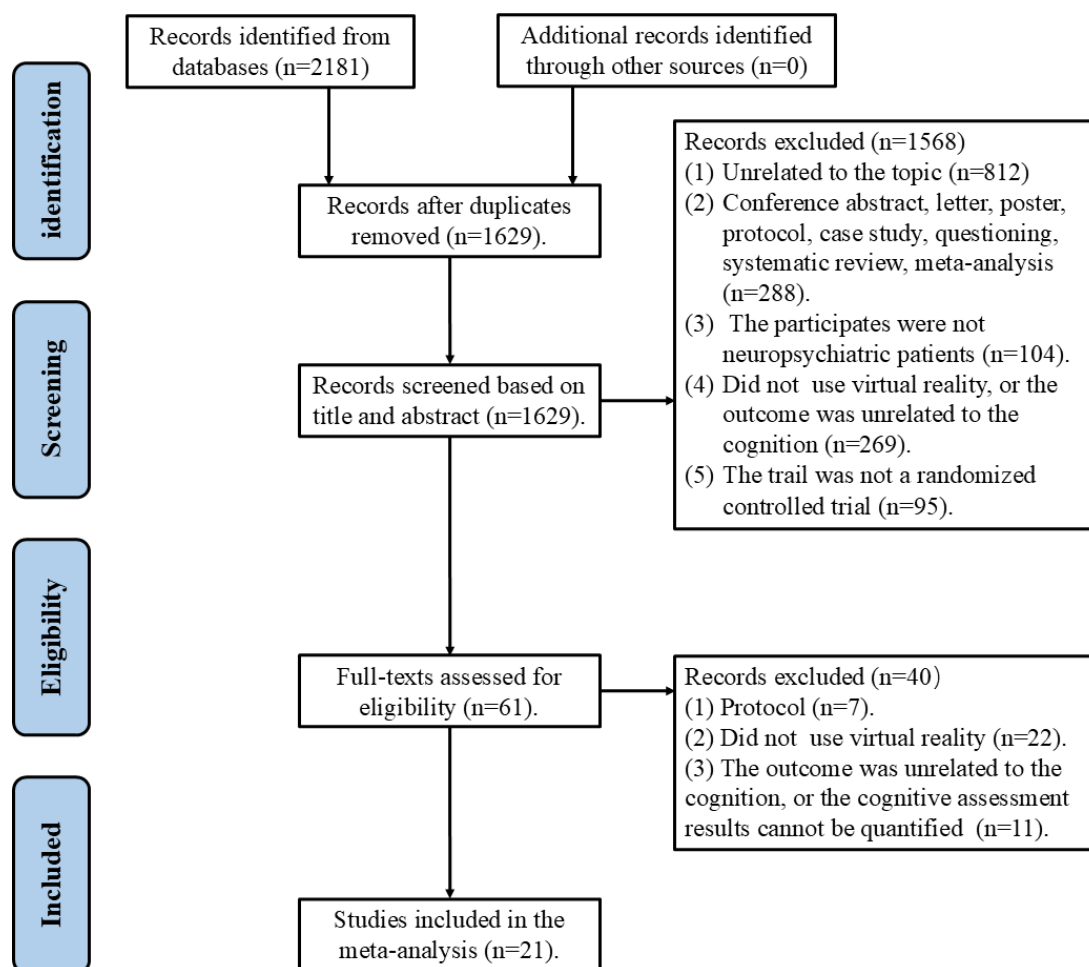 Records identified from
databases (n=2181)
Additional records identified
through other sources (n=0)
identification
Records after duplicates
removed (n=1629).
Records excluded (n=1568)
(1) Unrelated to the topic (n=812)
(2) Conference abstract, letter, poster,
protocol, case study, questioning,
systematic review, meta-analysis
(n=288).
(3) The participates were not
neuropsychiatric patients (n=104).
(4) Did not use virtual reality, or the
outcome was unrelated to the
cognition (n=269).
(5) The trail was not a randomized
controlled trial (n=95).
Screening
Records screened based on
title and abstract (n=1629).
Eligibility
Full-texts assessed for
eligibility (n=61).
Records excluded (n=40)
(1) Protocol (n=7).
(2) Did not use virtual reality (n=22).
(3) The outcome was unrelated to the
cognition, or the cognitive assessment
results cannot be quantified (n=11).
Included
Studies included in the
meta-analysis (n=21).